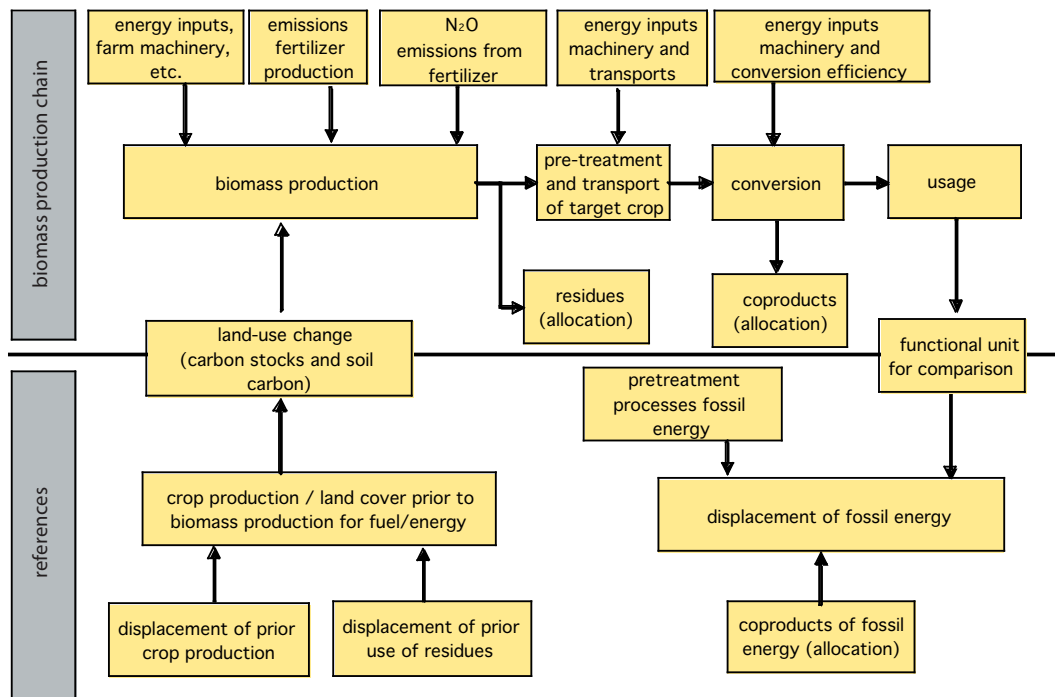 biomass production chain
energy inputs,
farm machinery,
etc.
emissions
fertilizer
production
N₂O
emissions from
fertilizer
energy inputs
machinery and
transports
energy inputs
machinery and
conversion efficiency
biomass production
pre-treatment
and transport
of target crop
conversion
usage
residues
(allocation)
coproducts
(allocation)
land-use change
(carbon stocks and soil
carbon)
functional unit
for comparison
references
pretreatment
processes fossil
energy
crop production / land cover prior to
biomass production for fuel/energy
displacement of fossil energy
displacement of prior
crop production
displacement of prior
use of residues
coproducts of fossil
energy (allocation)